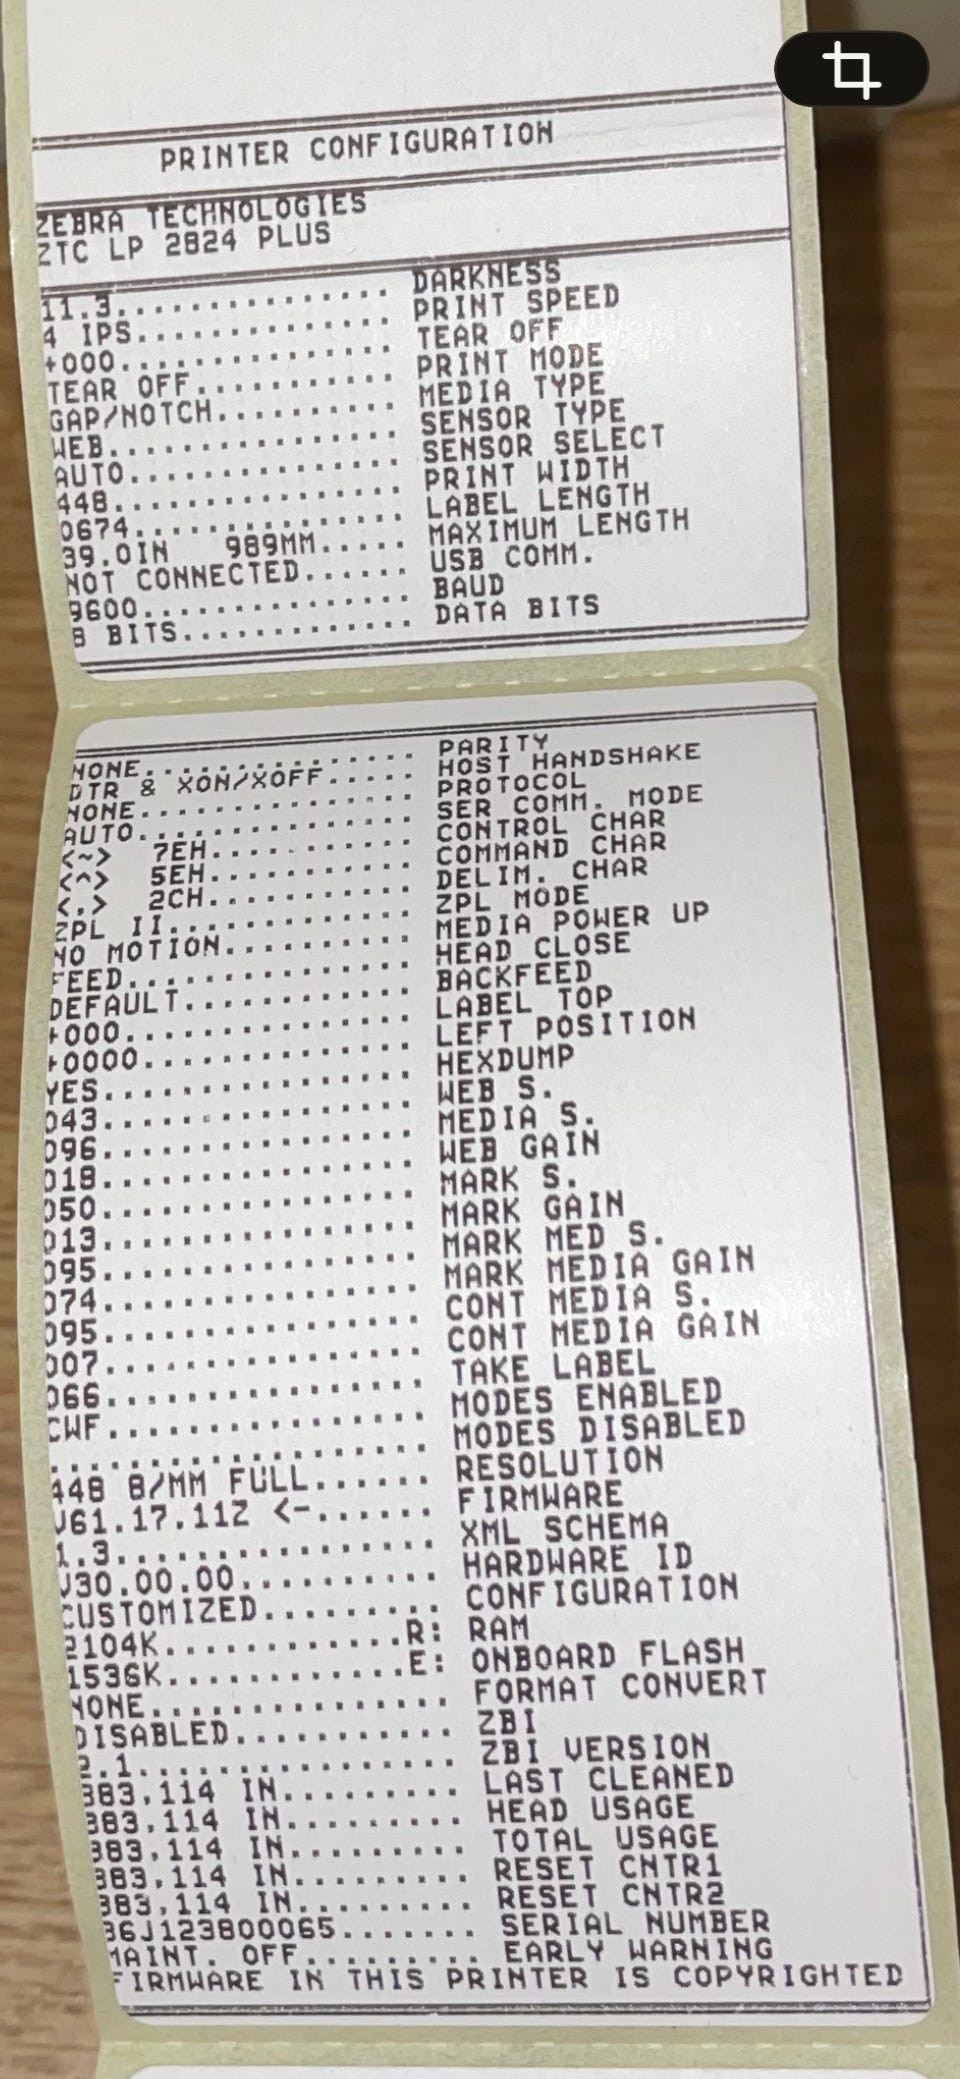 PRINTER CONFIGURATION
ZEBRA TECHNOLOGIES
ZTC LP 2824 PLUS
11.3.............. DARKNESS
4 IPS............. PRINT SPEED
+000.............. TEAR OFF
TEAR OFF.......... PRINT MODE
GAP/NOTCH......... MEDIA TYPE
WEB............... SENSOR TYPE
AUTO.............. SENSOR SELECT
448............... PRINT WIDTH
0674.............. LABEL LENGTH
39.0IN 989MM..... MAXIMUM LENGTH
NOT CONNECTED...... USB COMM.
9600.............. BAUD
8 BITS............ DATA BITS
NONE.............. PARITY
DTR & XON/XOFF..... HOST HANDSHAKE
NONE.............. PROTOCOL
AUTO.............. SER COMM. MODE
<~> 7EH.......... CONTROL CHAR
<^> 5EH.......... COMMAND CHAR
<,> 2CH.......... DELIM. CHAR
ZPL II............ ZPL MODE
NO MOTION......... MEDIA POWER UP
FEED.............. HEAD CLOSE
DEFAULT........... BACKFEED
+000.............. LABEL TOP
+0000............. LEFT POSITION
YES............... HEXDUMP
043............... WEB S.
096............... MEDIA S.
018............... WEB GAIN
050............... MARK S.
013............... MARK GAIN
095............... MARK MED S.
074............... MARK MEDIA GAIN
095............... CONT MEDIA S.
007............... CONT MEDIA GAIN
066............... TAKE LABEL
CWF............... MODES ENABLED
.................. MODES DISABLED
448 8/MM FULL...... RESOLUTION
V61.17.11Z <-...... FIRMWARE
1.3............... XML SCHEMA
V30.00.00......... HARDWARE ID
CUSTOMIZED......... CONFIGURATION
2104K............R: RAM
1536K............E: ONBOARD FLASH
NONE.............. FORMAT CONVERT
DISABLED.......... ZBI
2.1............... ZBI VERSION
383,114 IN........ LAST CLEANED
383,114 IN........ HEAD USAGE
383,114 IN........ TOTAL USAGE
383,114 IN........ RESET CNTR1
383,114 IN........ RESET CNTR2
36J123800065....... SERIAL NUMBER
MAINT. OFF......... EARLY WARNING
FIRMWARE IN THIS PRINTER IS COPYRIGHTED